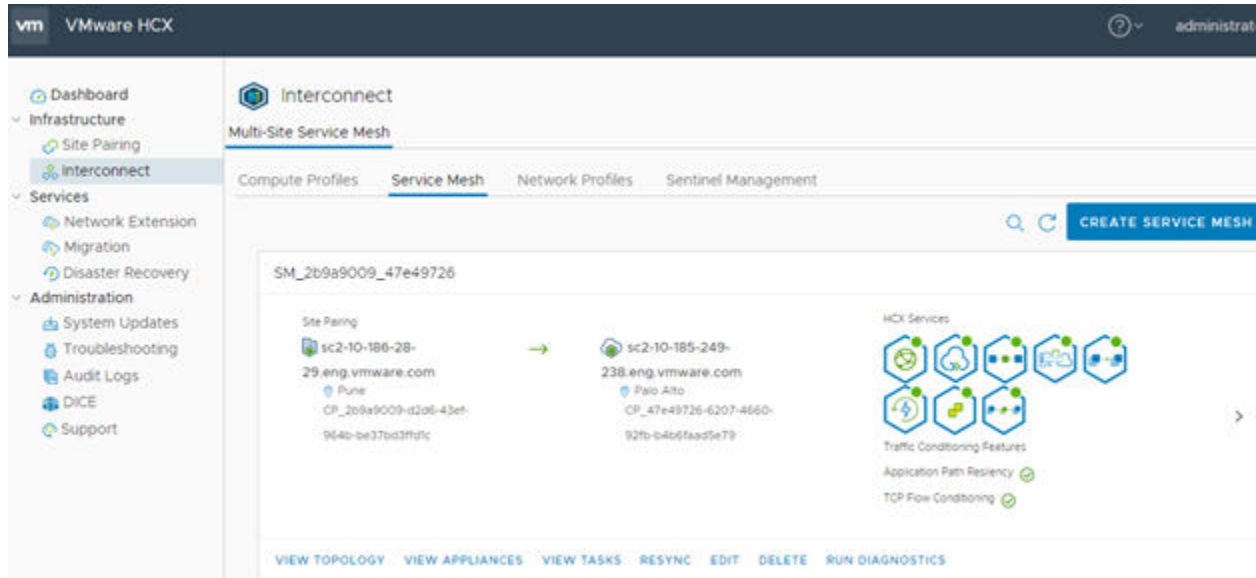 vm VMware HCX administrat
Dashboard
Infrastructure
Site Pairing
Interconnect
Services
Network Extension
Migration
Disaster Recovery
Administration
System Updates
Troubleshooting
Audit Logs
DICE
Support
Interconnect
Multi-Site Service Mesh
Compute Profiles Service Mesh Network Profiles Sentinel Management
CREATE SERVICE MESH
SM_2b9a9009_47e49726
Site Pairing
sc2-10-186-28-
29.eng.vmware.com
Pune
CP_2b9a9009-d2d6-43ef-
964b-be37bd3ffd1c
sc2-10-185-249-
238.eng.vmware.com
Palo Alto
CP_47e49726-6207-4660-
92fb-b4b6faad5e79
HCX Services
Traffic Conditioning Features
Application Path Resiliency
TCP Flow Conditioning
VIEW TOPOLOGY VIEW APPLIANCES VIEW TASKS RESYNC EDIT DELETE RUN DIAGNOSTICS